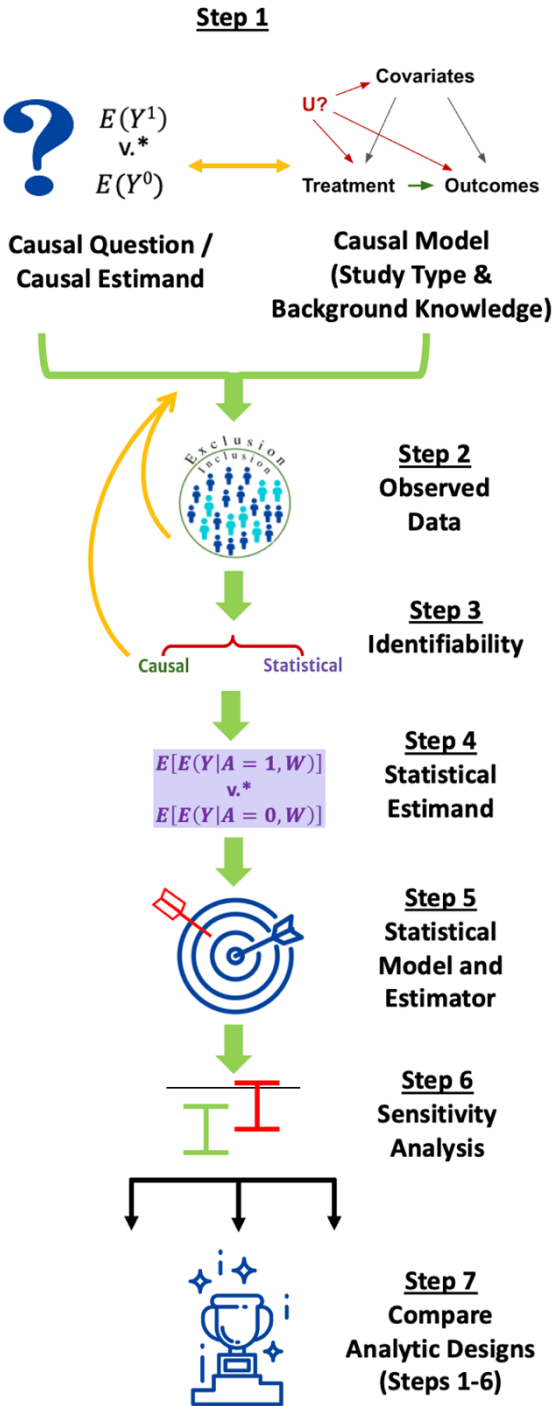 Step 1
E(Y¹)
v.*
E(Y⁰)
Covariates
U?
Treatment
Outcomes
Causal Question /
Causal Estimand
Causal Model
(Study Type &
Background Knowledge)
Exclusion
Inclusion
Step 2
Observed
Data
Step 3
Identifiability
Causal
Statistical
E[E(Y|A = 1, W)]
v.*
E[E(Y|A = 0, W)]
Step 4
Statistical
Estimand
Step 5
Statistical
Model and
Estimator
Step 6
Sensitivity
Analysis
Step 7
Compare
Analytic Designs
(Steps 1-6)